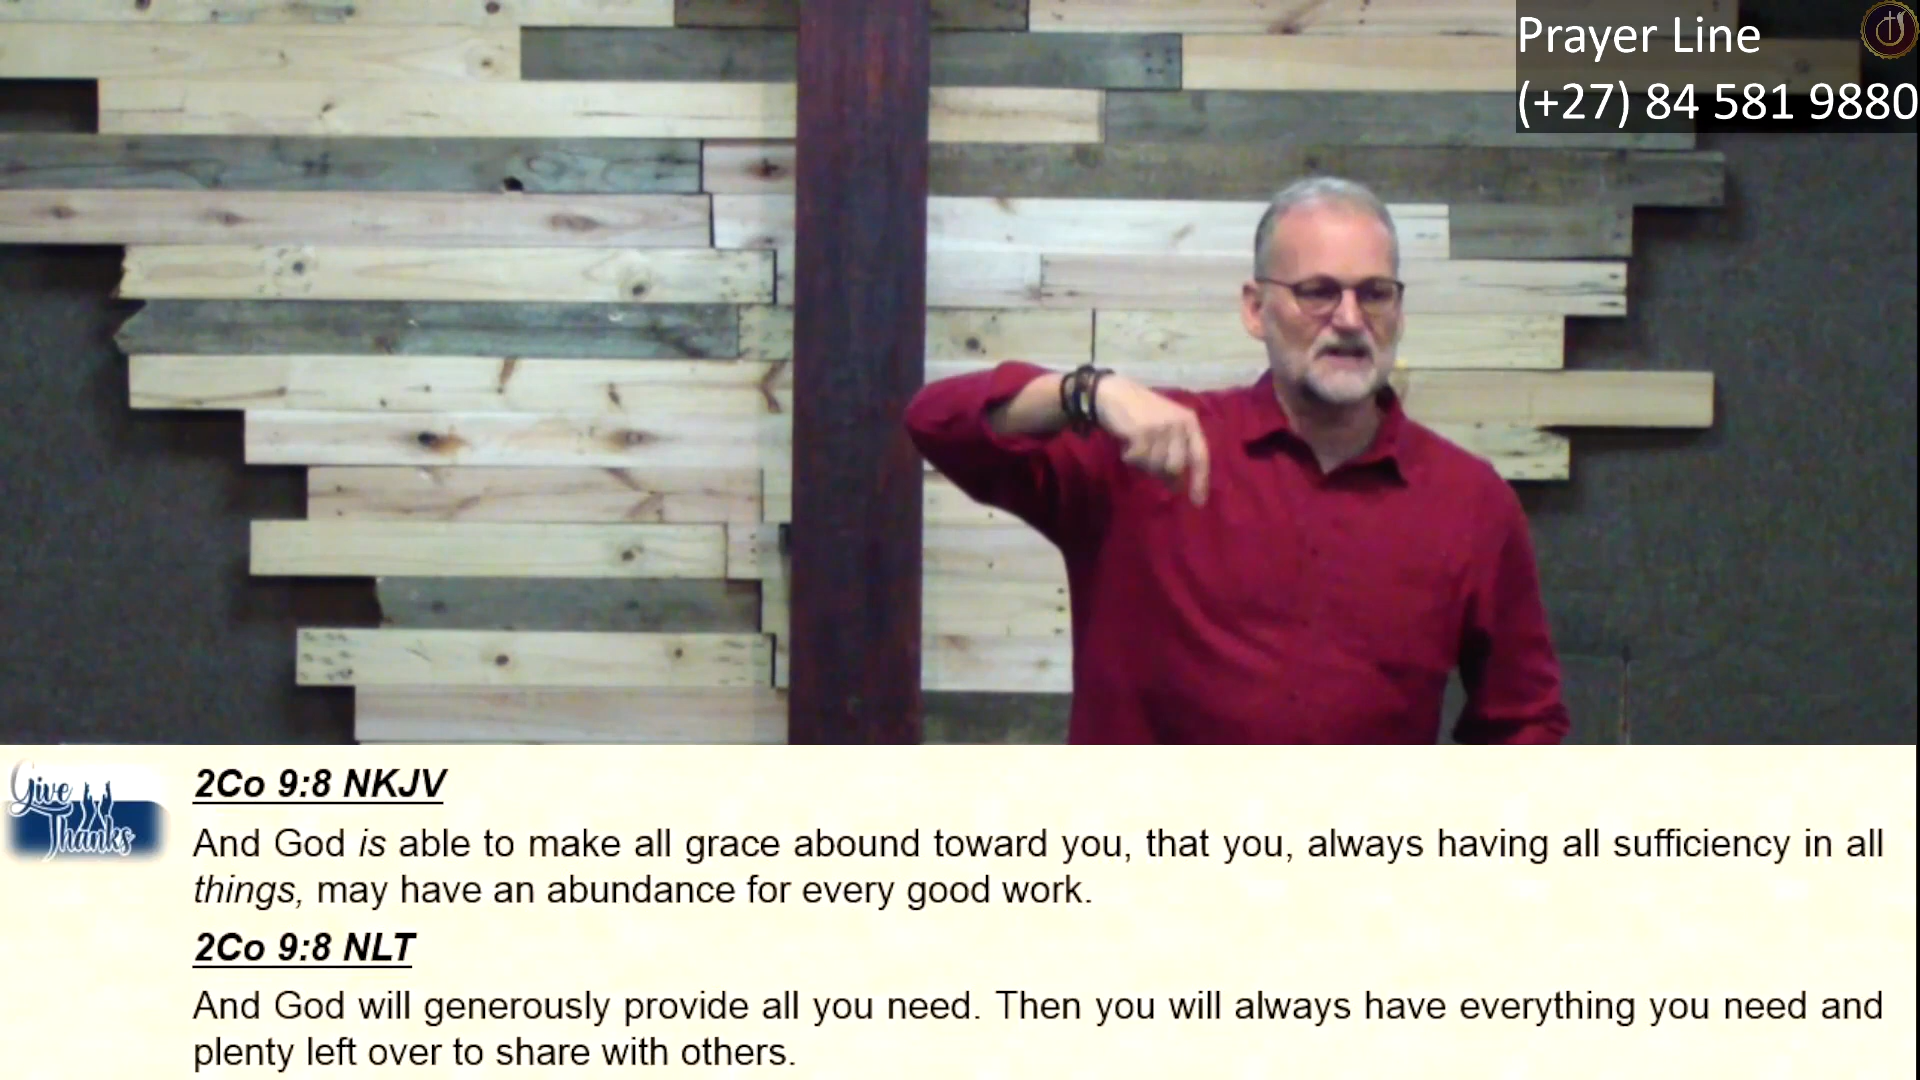 Prayer Line
(+27) 84 581 9880
Give
Thanks
2Co 9:8 NKJV
And God is able to make all grace abound toward you, that you, always having all sufficiency in all
things, may have an abundance for every good work.
2Co 9:8 NLT
And God will generously provide all you need. Then you will always have everything you need and
plenty left over to share with others.